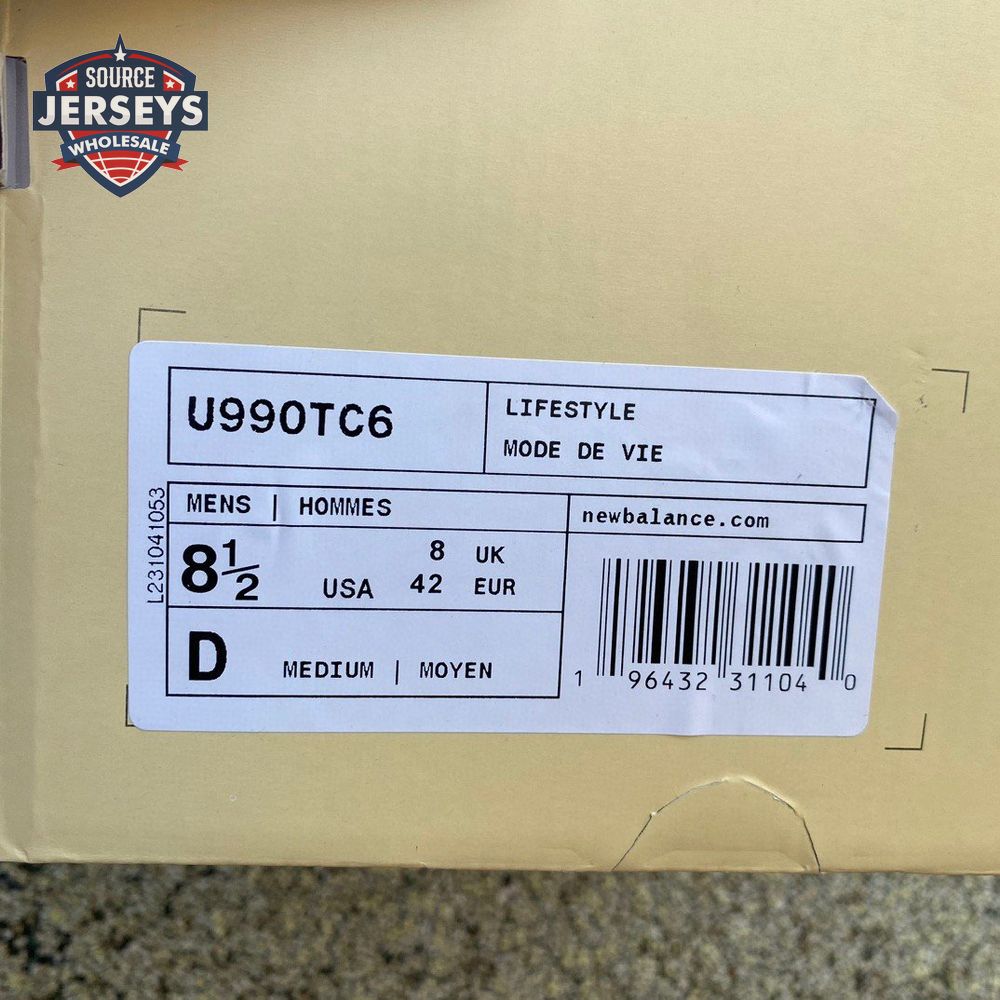 SOURCE
JERSEYS
WHOLESALE
U990TC6
LIFESTYLE
MODE DE VIE
L231041053
MENS | HOMMES
newbalance.com
8½ USA
8 UK
42 EUR
D MEDIUM | MOYEN
1 96432 31104 0